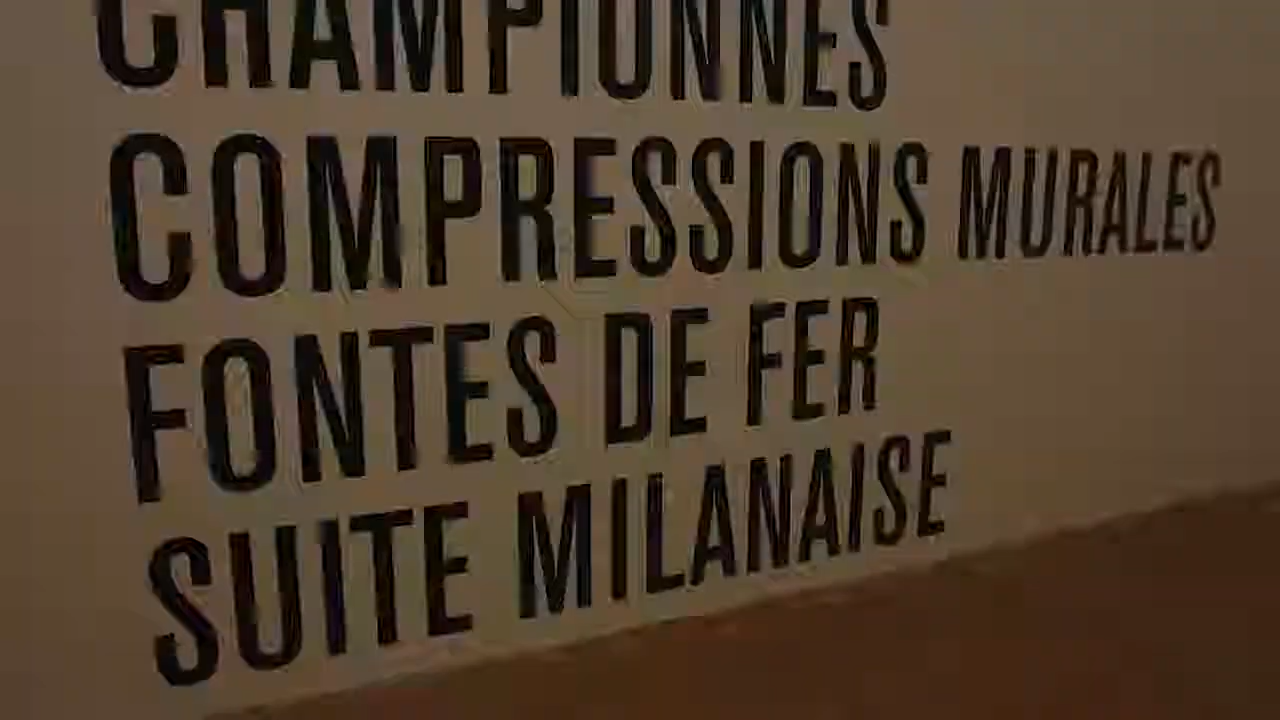 CHAMPIONNES
COMPRESSIONS MURALES
FONTES DE FER
SUITE MILANAISE